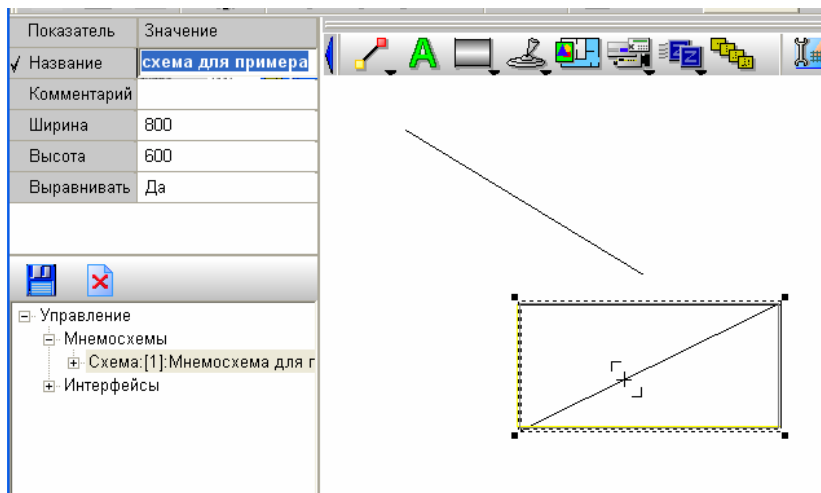 Показатель Значение
Название схема для примера
Комментарий
Ширина 800
Высота 600
Выравнивать Да
A
ZZ
Управление
Мнемосхемы
Схема:[1]:Мнемосхема для г
Интерфейсы